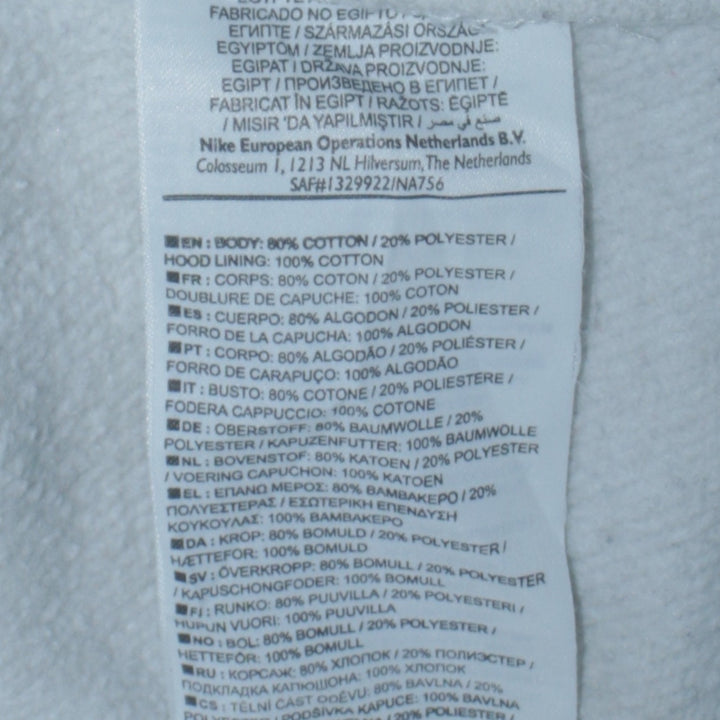 FABRICADO NO EGIPTO /
ΕΓΙΠΤΕ / SZÁRMAZÁSI ORSZÁG
EGYIPTOM / ZEMLJA PROIZVODNJE:
EGIPAT / DRŽAVA PROIZVODNJE:
EGIPT / ПРОИЗВЕДЕНО В ЕГИПЕТ /
FABRICAT ÎN EGIPT / RAŽOTS: ĒĢIPTĒ
/ MISIR 'DA YAPILMIŞTIR / صنع في مصر
Nike European Operations Netherlands B.V.
Colosseum 1, 1213 NL Hilversum, The Netherlands
SAF#1329922/NA756
EN : BODY: 80% COTTON / 20% POLYESTER /
HOOD LINING: 100% COTTON
FR : CORPS: 80% COTON / 20% POLYESTER /
DOUBLURE DE CAPUCHE: 100% COTON
ES : CUERPO: 80% ALGODON / 20% POLIESTER /
FORRO DE LA CAPUCHA: 100% ALGODON
PT : CORPO: 80% ALGODÃO / 20% POLIÉSTER /
FORRO DE CARAPUÇO: 100% ALGODÃO
IT : BUSTO: 80% COTONE / 20% POLIESTERE /
FODERA CAPPUCCIO: 100% COTONE
DE : OBERSTOFF: 80% BAUMWOLLE / 20%
POLYESTER / KAPUZENFUTTER: 100% BAUMWOLLE
NL : BOVENSTOF: 80% KATOEN / 20% POLYESTER
/ VOERING CAPUCHON: 100% KATOEN
EL : ΕΠΑΝΩ ΜΕΡΟΣ: 80% ΒΑΜΒΑΚΕΡΟ / 20%
ΠΟΛΥΕΣΤΕΡΑΣ / ΕΣΩΤΕΡΙΚΗ ΕΠΕΝΔΥΣΗ
ΚΟΥΚΟΥΛΑΣ: 100% ΒΑΜΒΑΚΕΡΟ
DA : KROP: 80% BOMULD / 20% POLYESTER /
HÆTTEFOR: 100% BOMULD
SV : ÖVERKROPP: 80% BOMULL / 20% POLYESTER
/ KAPUSCHONGFODER: 100% BOMULL
FI : RUNKO: 80% PUUVILLA / 20% POLYESTERI /
HUPUN VUORI: 100% PUUVILLA
NO : BOL: 80% BOMULL / 20% POLYESTER /
HETTEFÔR: 100% BOMULL
RU : КОРСАЖ: 80% ХЛОПОК / 20% ПОЛИЭСТЕР /
ПОДКЛАДКА КАПЮШОНА: 100% ХЛОПОК
CS : TĚLNÍ ČÁST ODĚVU: 80% BAVLNA / 20%
POLYESTER / PODŠÍVKA KAPUCE: 100% BAVLNA
20% POLIESTER /